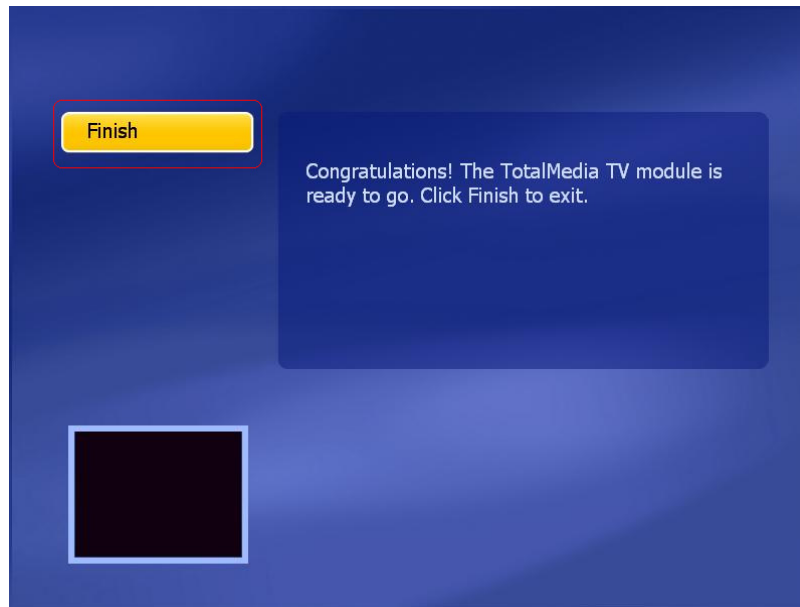 Finish
Congratulations! The TotalMedia TV module is
ready to go. Click Finish to exit.